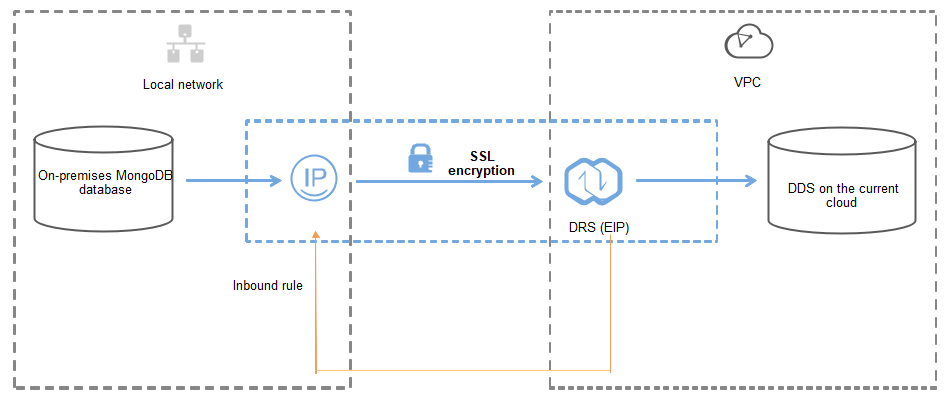 Local network
VPC
On-premises MongoDB
database
IP
SSL
encryption
DRS (EIP)
DDS on the current
cloud
Inbound rule